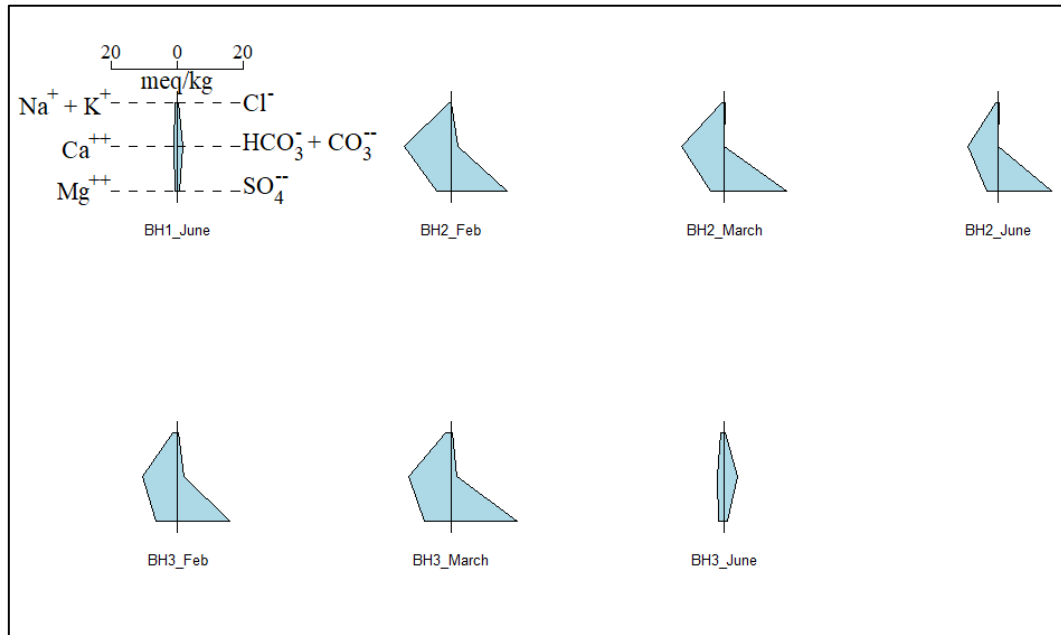 20 0 20
meq/kg
Na⁺ + K⁺ Cl⁻
Ca⁺⁺ HCO₃⁻ + CO₃⁻⁻
Mg⁺⁺ SO₄⁻⁻
BH1_June BH2_Feb BH2_March BH2_June
BH3_Feb BH3_March BH3_June